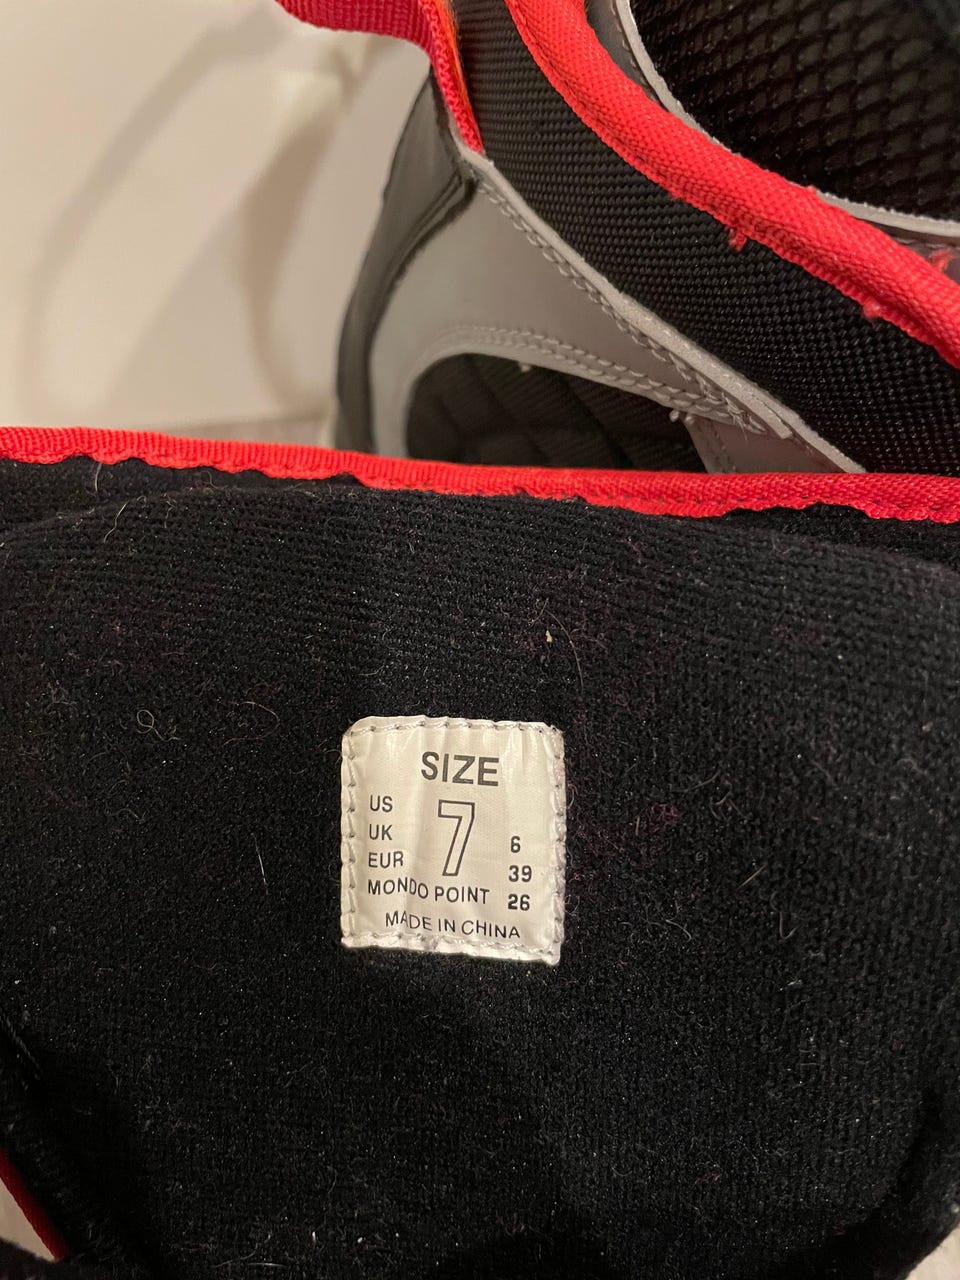 SIZE
US 7
UK 6
EUR 39
MONDO POINT 26
MADE IN CHINA